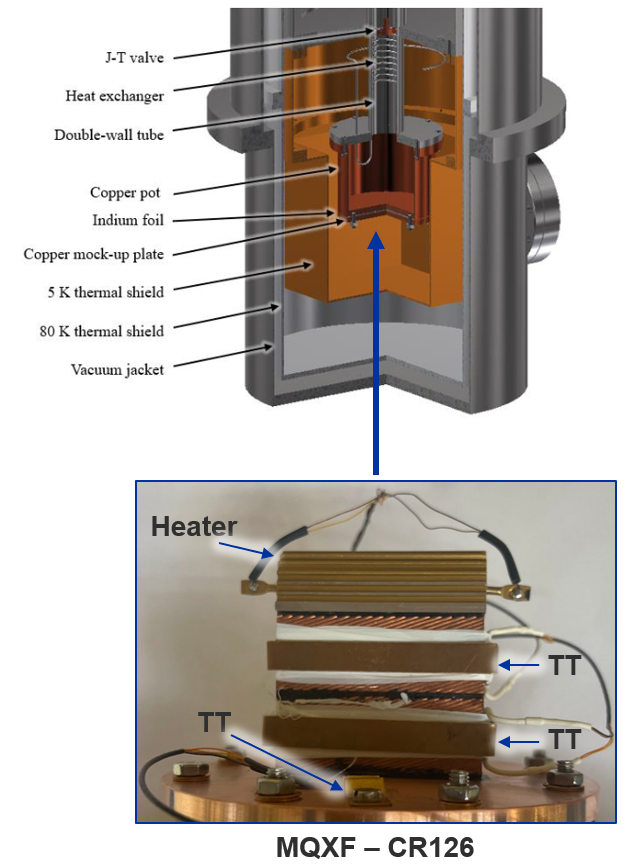 J-T valve
Heat exchanger
Double-wall tube
Copper pot
Indium foil
Copper mock-up plate
5 K thermal shield
80 K thermal shield
Vacuum jacket
Heater
TT
TT
TT
MQXF – CR126